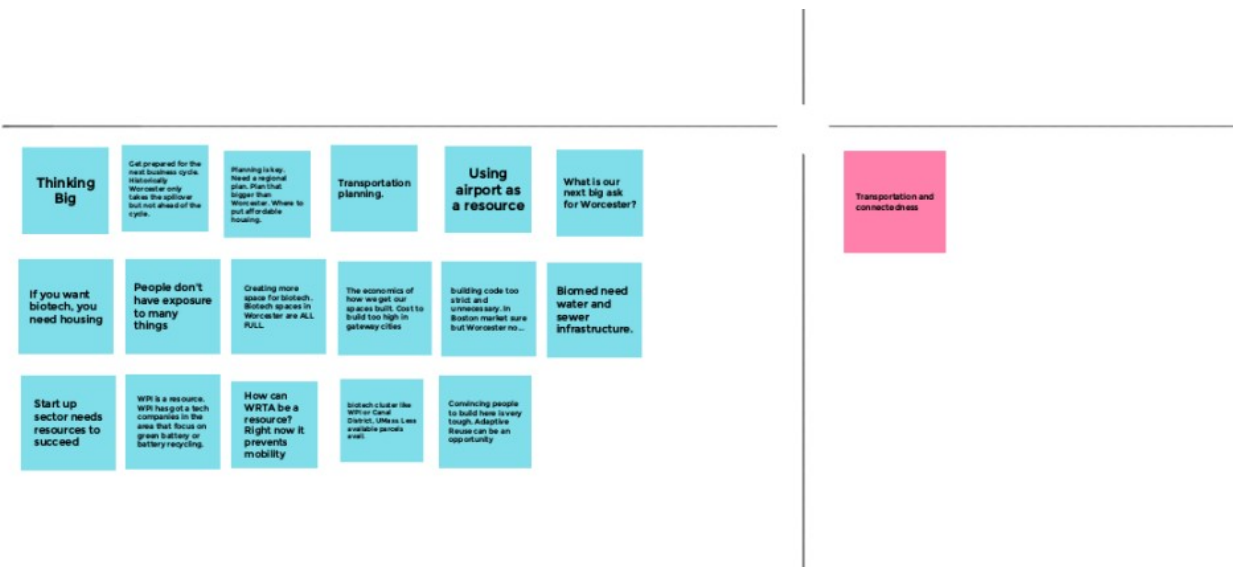 Thinking
Big
Get prepared for the
next business cycle.
Historically
Worcester only
takes the spillover
but not ahead of the
cycle.
Planning is key.
Need a regional
plan. Plan that
bigger than
Worcester. Where to
put affordable
housing.
Transportation
planning.
Using
airport as
a resource
What is our
next big ask
for Worcester?
Transportation and
connectedness
If you want
biotech, you
need housing
People don't
have exposure
to many
things
Creating more
space for biotech.
Biotech spaces in
Worcester are ALL
FULL.
The economics of
how we get our
spaces built. Cost to
build too high in
gateway cities
building code too
strict and
unnecessary. In
Boston market sure
but Worcester no...
Biomed need
water and
sewer
infrastructure.
Start up
sector needs
resources to
succeed
WPI is a resource.
WPI has got a tech
companies in the
area that focus on
green battery or
battery recycling.
How can
WRTA be a
resource?
Right now it
prevents
mobility
biotech cluster like
WPI or Canal
District, UMass Less
available parcels
avail.
Convincing people
to build here is very
tough. Adaptive
Reuse can be an
opportunity